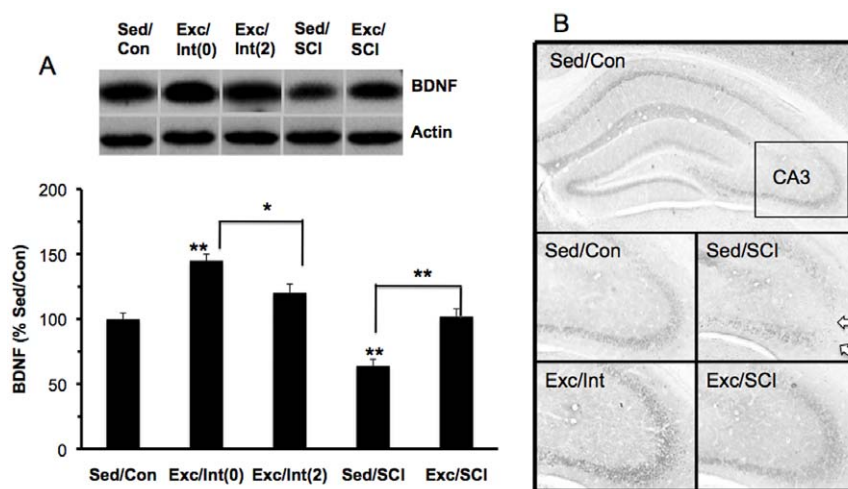 A
Sed/ Exc/ Exc/ Sed/ Exc/
Con Int(0) Int(2) SCI SCI
BDNF
Actin
BDNF (% Sed/Con)
200
150
100
50
0
*
**
**
**
Sed/Con Exc/Int(0) Exc/Int(2) Sed/SCI Exc/SCI
B
Sed/Con
CA3
Sed/Con Sed/SCI
Exc/Int Exc/SCI